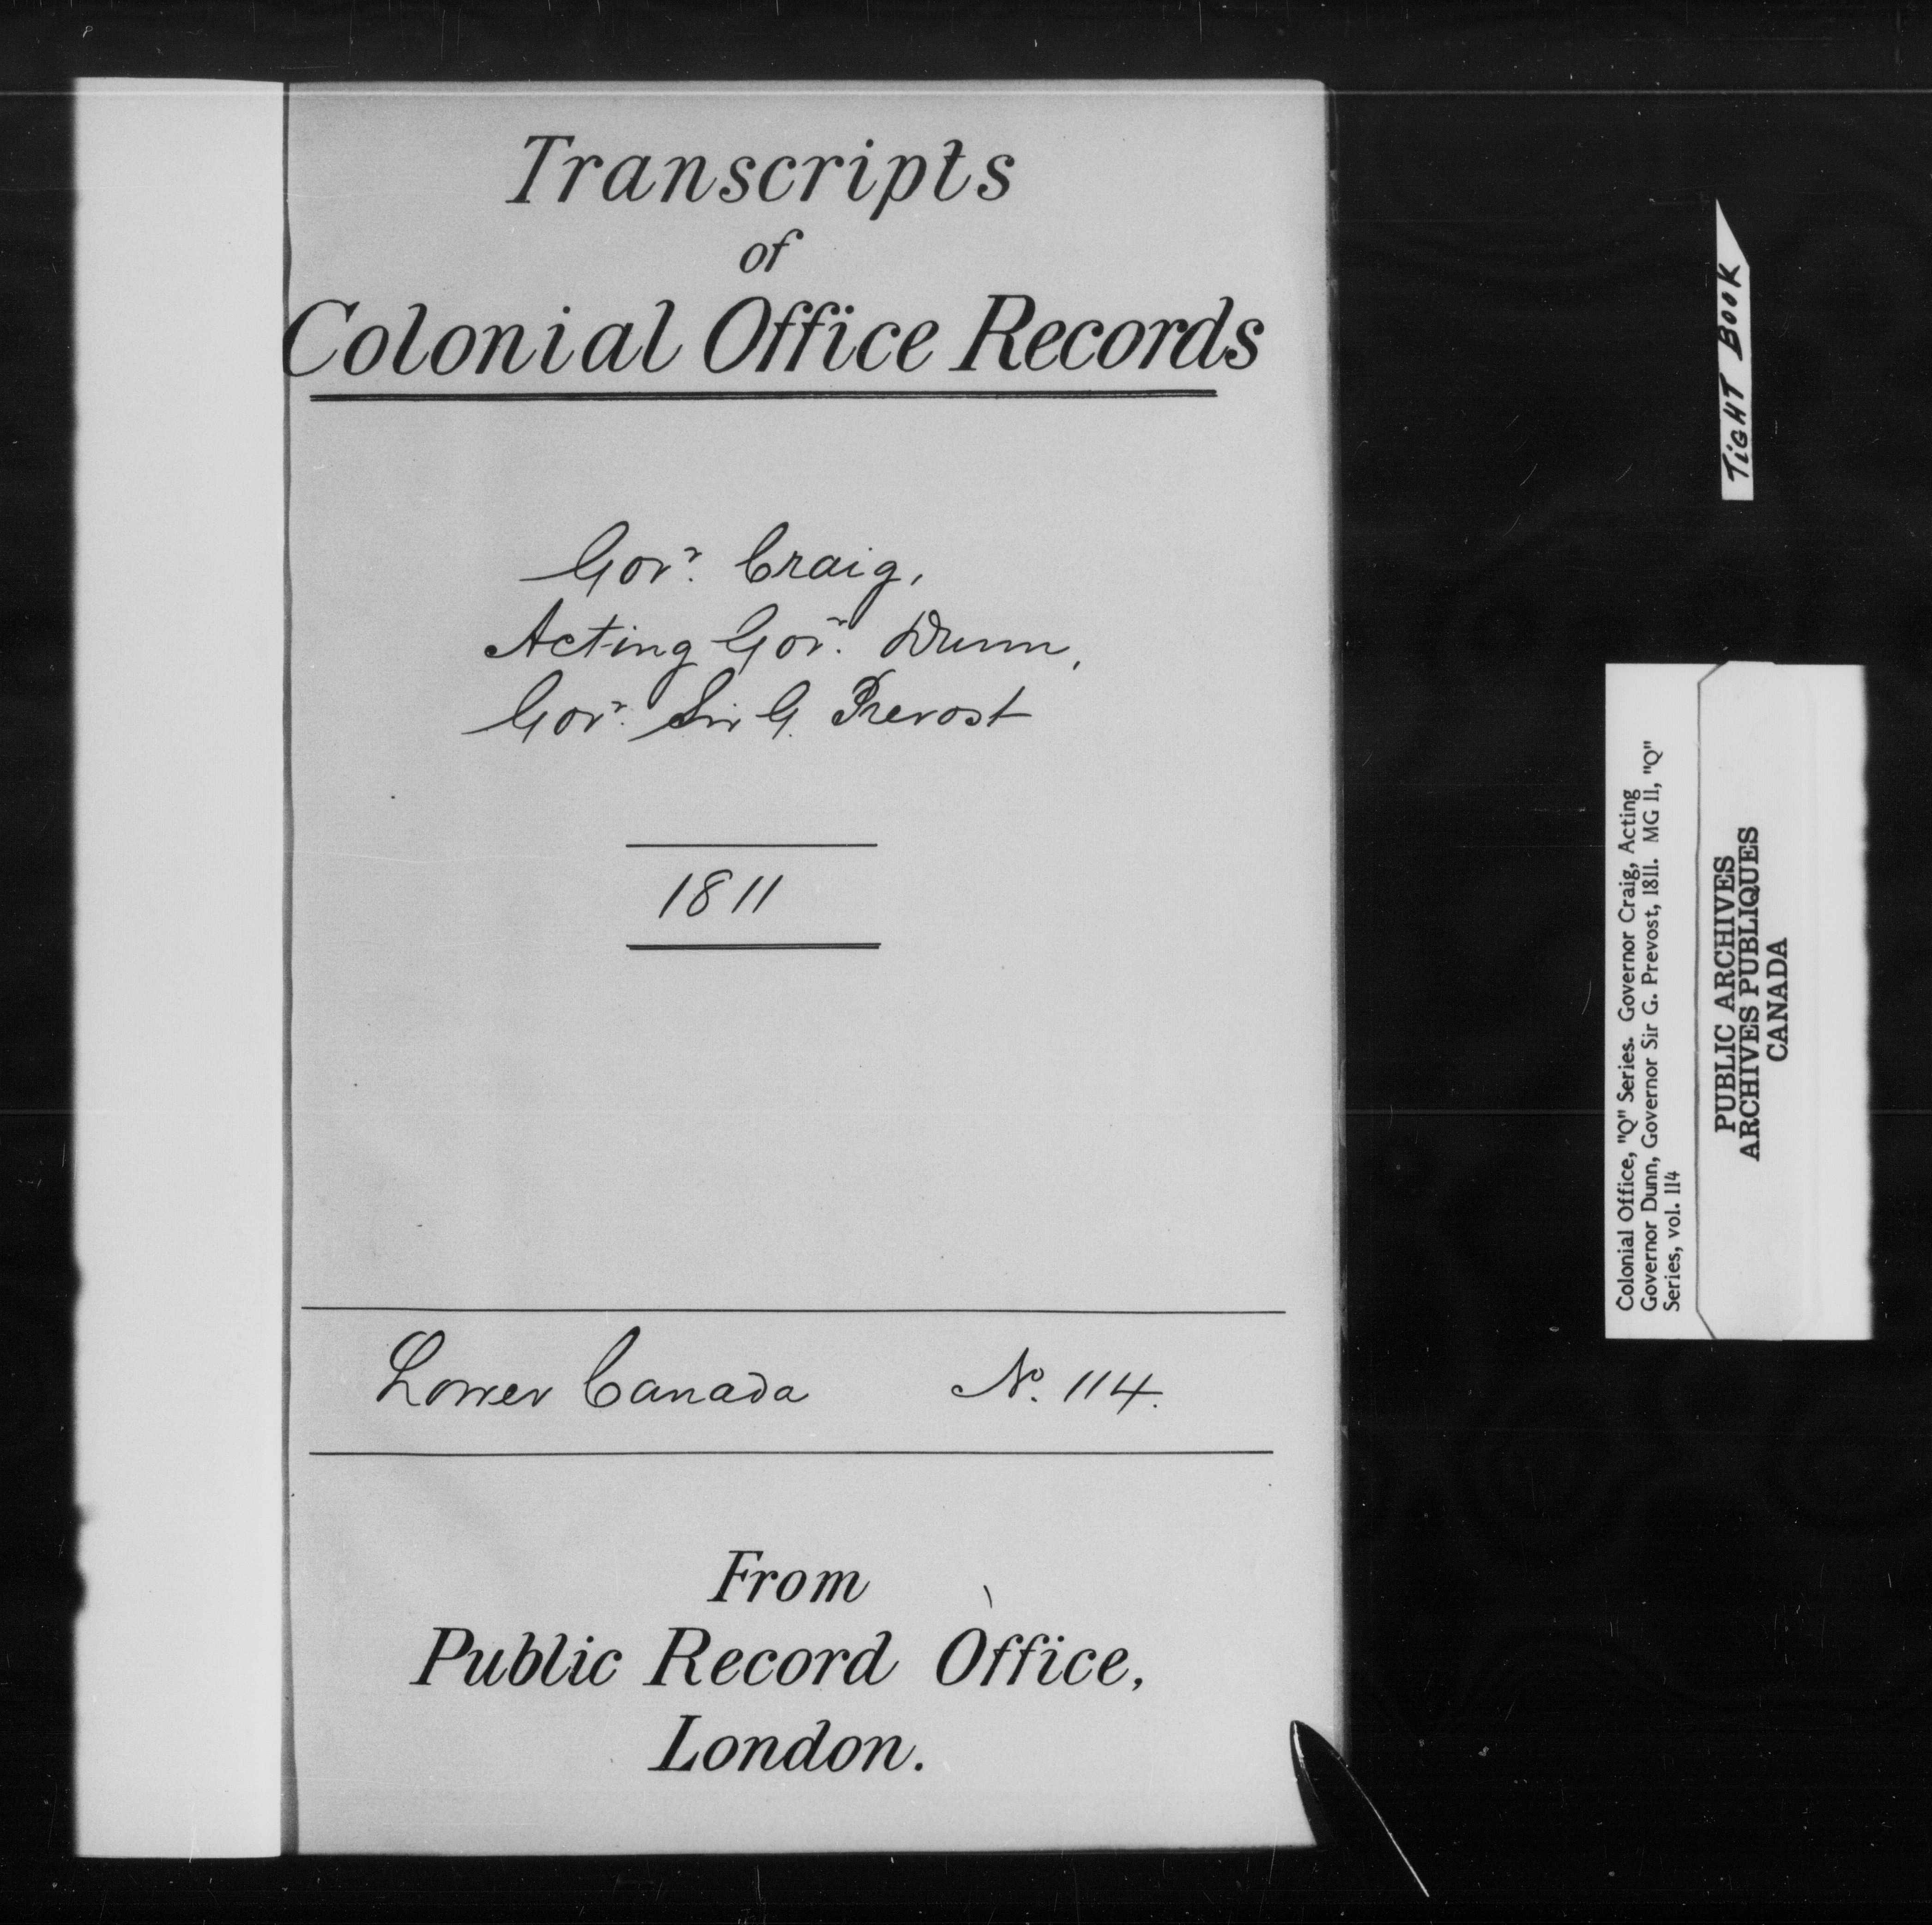 Transcripts
of
Colonial Office Records
Govr. Craig,
Acting Govr. Dunn,
Govr. Sir G. Prevost
1811
Lower Canada No. 114.
From
Public Record Office,
London.
TIGHT BOOK
Colonial Office, "Q" Series. Governor Craig, Acting
Governor Dunn, Governor Sir G. Prevost, 1811. MG 11, "Q"
Series, vol. 114
PUBLIC ARCHIVES
ARCHIVES PUBLIQUES
CANADA